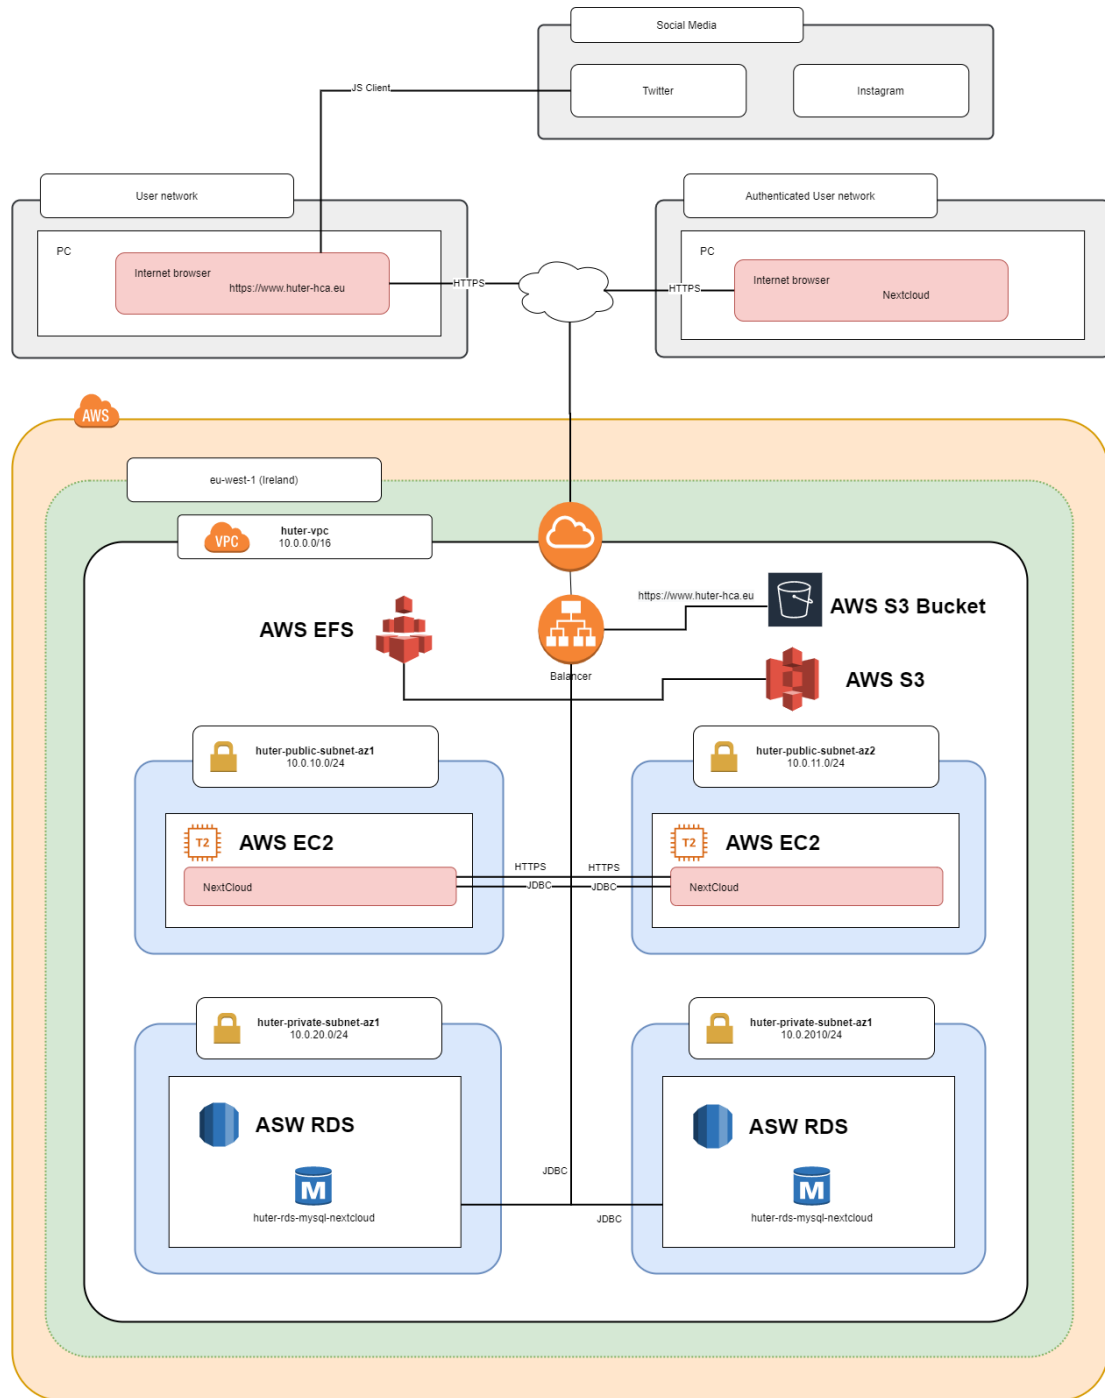 Social Media
Twitter
Instagram
JS Client
User network
Authenticated User network
PC
Internet browser
https://www.huter-hca.eu
HTTPS
HTTPS
PC
Internet browser
Nextcloud
AWS
eu-west-1 (Ireland)
VPC
huter-vpc
10.0.0.0/16
https://www.huter-hca.eu
AWS S3 Bucket
AWS EFS
Balancer
AWS S3
huter-public-subnet-az1
10.0.10.0/24
huter-public-subnet-az2
10.0.11.0/24
T2
AWS EC2
NextCloud
HTTPS
HTTPS
JDBC
JDBC
T2
AWS EC2
NextCloud
huter-private-subnet-az1
10.0.20.0/24
huter-private-subnet-az1
10.0.2010/24
ASW RDS
M
huter-rds-mysql-nextcloud
JDBC
JDBC
ASW RDS
M
huter-rds-mysql-nextcloud